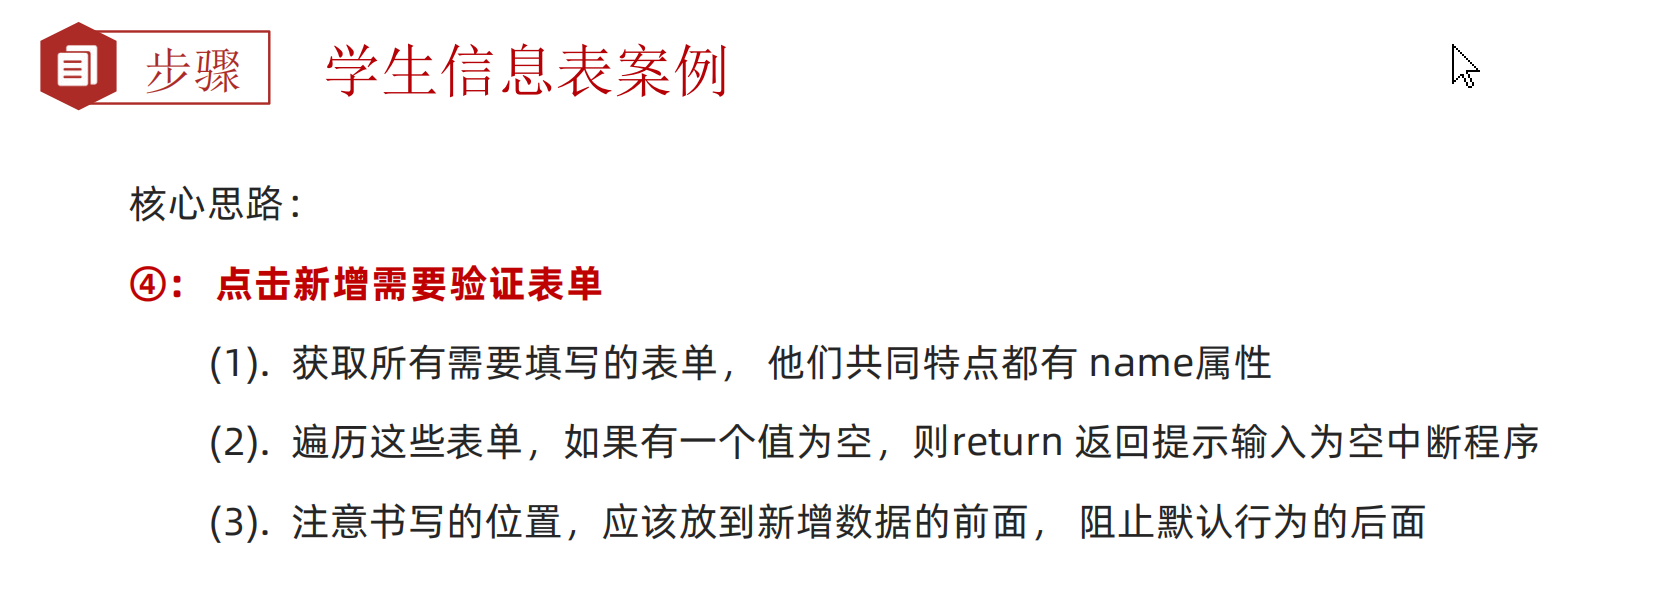 步骤 学生信息表案例
核心思路：
④： 点击新增需要验证表单
(1). 获取所有需要填写的表单， 他们共同特点都有 name属性
(2). 遍历这些表单，如果有一个值为空，则return 返回提示输入为空中断程序
(3). 注意书写的位置，应该放到新增数据的前面， 阻止默认行为的后面